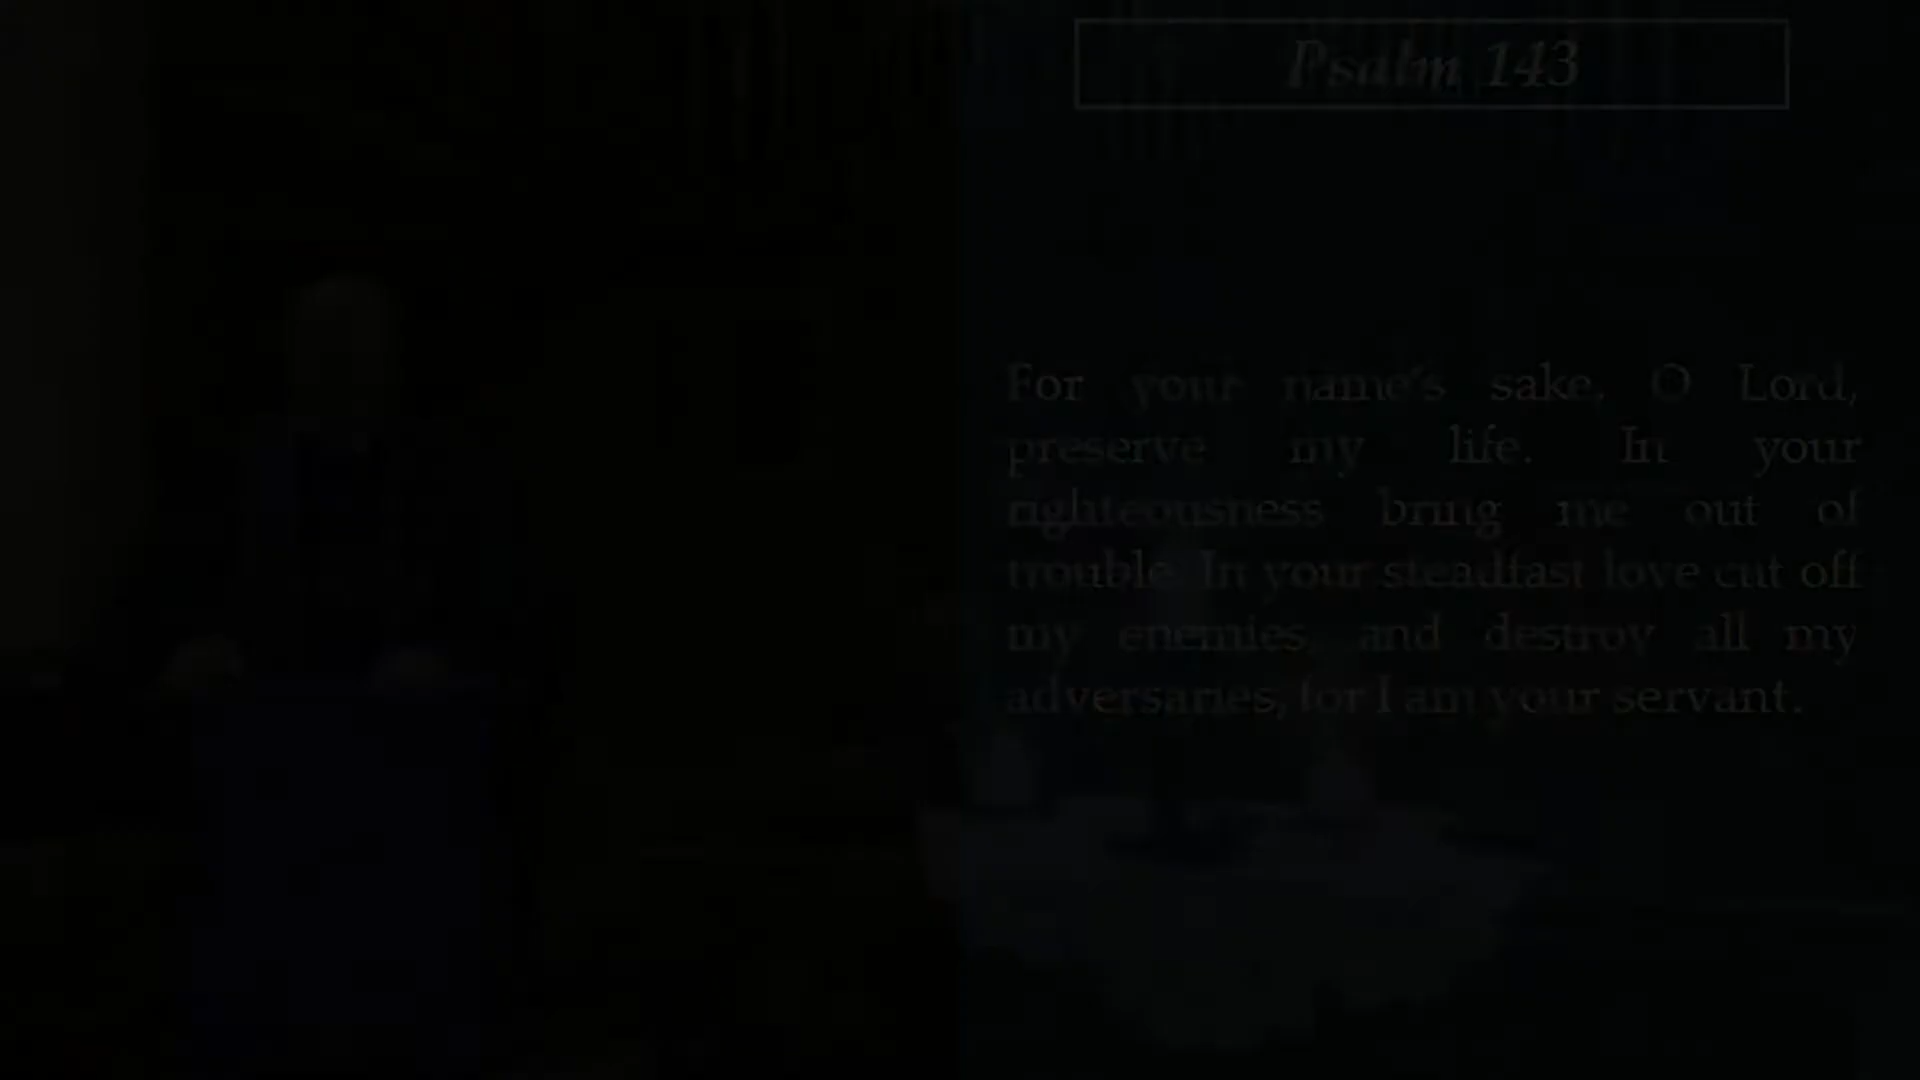 Psalm 143
For your name's sake, O Lord,
preserve my life. In your
righteousness bring me out of
trouble. In your steadfast love cut off
my enemies, and destroy all my
adversaries, for I am your servant.